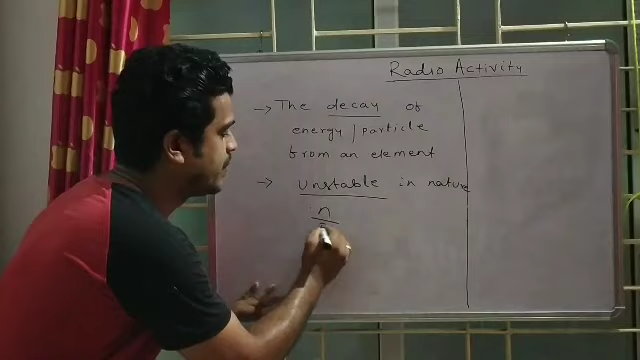 Radio Activity
→ The decay of
energy / particle
from an element
→ unstable in nature
n